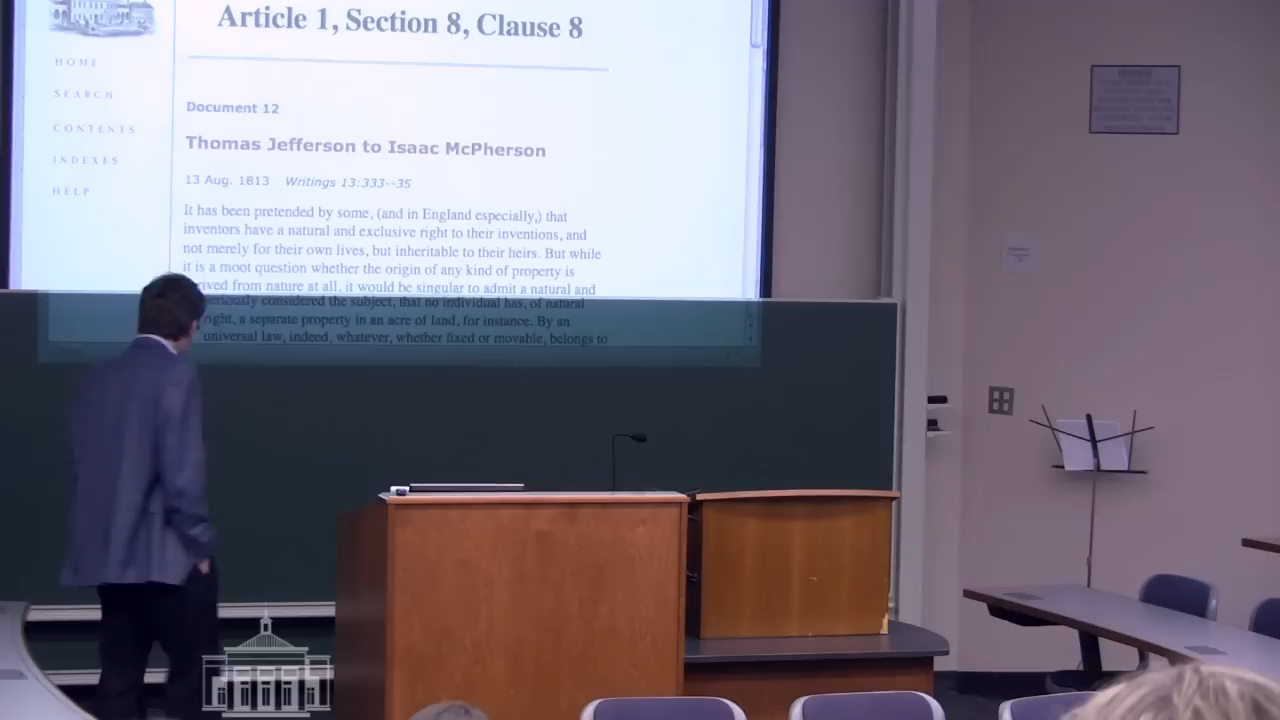 Article 1, Section 8, Clause 8
HOME
SEARCH
CONTENTS
INDEXES
HELP
Document 12
Thomas Jefferson to Isaac McPherson
13 Aug. 1813 Writings 13:333--35
It has been pretended by some, (and in England especially,) that
inventors have a natural and exclusive right to their inventions, and
not merely for their own lives, but inheritable to their heirs. But while
it is a moot question whether the origin of any kind of property is
from nature at all, it would be singular to admit a natural and
seriously considered the subject, that no individual has, of natural
right, a separate property in an acre of land, for instance. By an
universal law, indeed, whatever, whether fixed or movable, belongs to